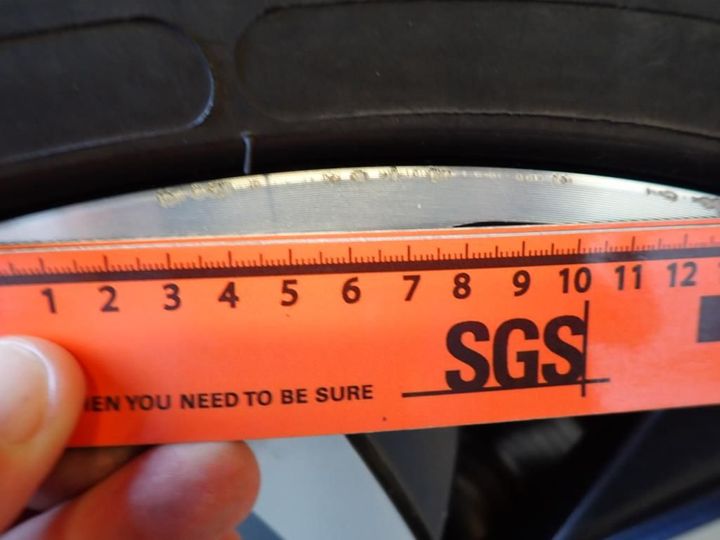 1 2 3 4 5 6 7 8 9 10 11 12
SGS
EN YOU NEED TO BE SURE